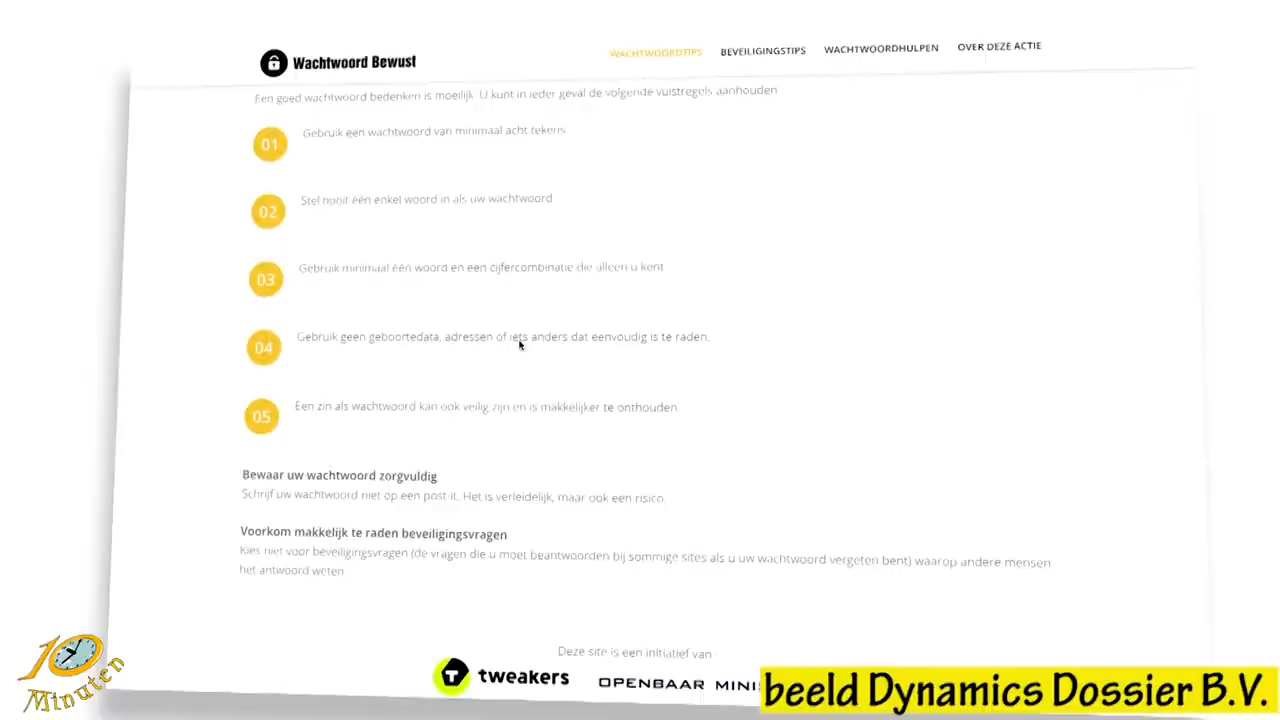 Wachtwoord Bewust
WACHTWOORDTIPS BEVEILIGINGSTIPS WACHTWOORDHULPEN OVER DEZE ACTIE
Een goed wachtwoord bedenken is moeilijk. U kunt in ieder geval de volgende vuistregels aanhouden
01 Gebruik een wachtwoord van minimaal acht tekens.
02 Stel nooit één enkel woord in als uw wachtwoord
03 Gebruik minimaal één woord en een cijfercombinatie die alleen u kent
04 Gebruik geen geboortedata, adressen of iets anders dat eenvoudig is te raden.
05 Een zin als wachtwoord kan ook veilig zijn en is makkelijker te onthouden.
Bewaar uw wachtwoord zorgvuldig
Schrijf uw wachtwoord niet op een post-it. Het is verleidelijk, maar ook een risico.
Voorkom makkelijk te raden beveiligingsvragen
Kies niet voor beveiligingsvragen (de vragen die u moet beantwoorden bij sommige sites als u uw wachtwoord vergeten bent) waarop andere mensen
het antwoord weten
Deze site is een initiatief van
tweakers OPENBAAR MINI
10 Minuten
beeld Dynamics Dossier B.V.